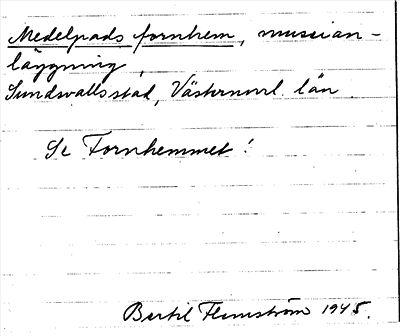 Medelpads fornhem, museian-
läggning,
Sundsvalls stad, Västernorrl. län.
Se Fornhemmet!
Bertil Flemström 1945.